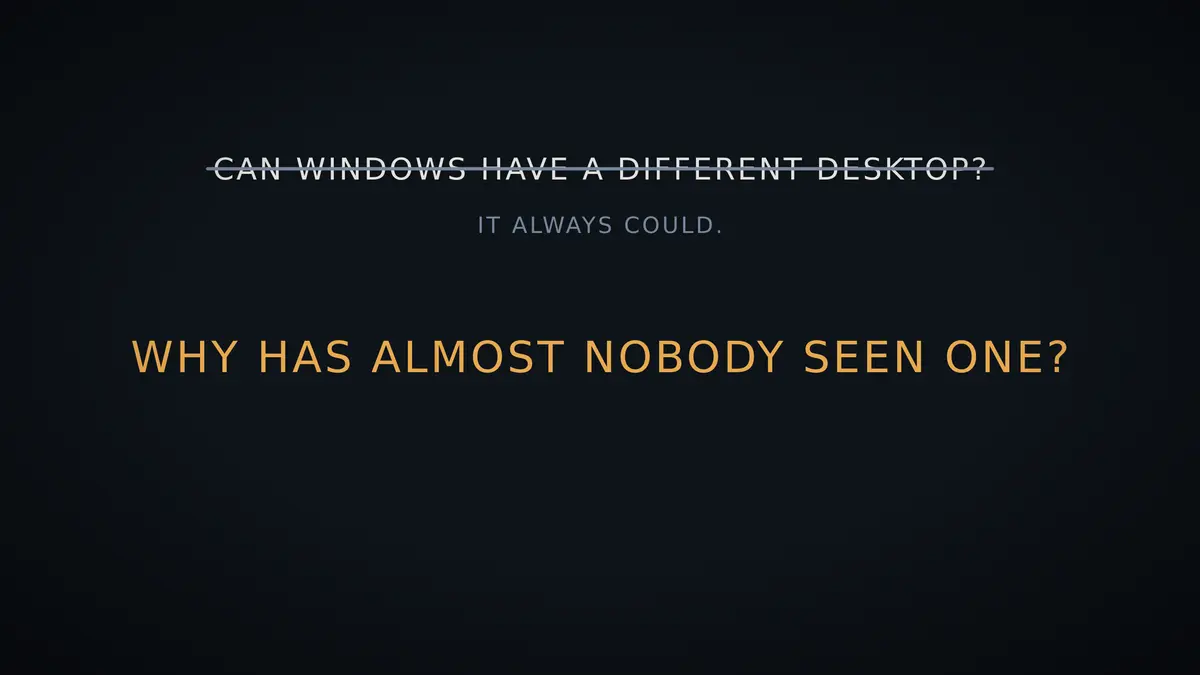 CAN WINDOWS HAVE A DIFFERENT DESKTOP?
IT ALWAYS COULD.
WHY HAS ALMOST NOBODY SEEN ONE?